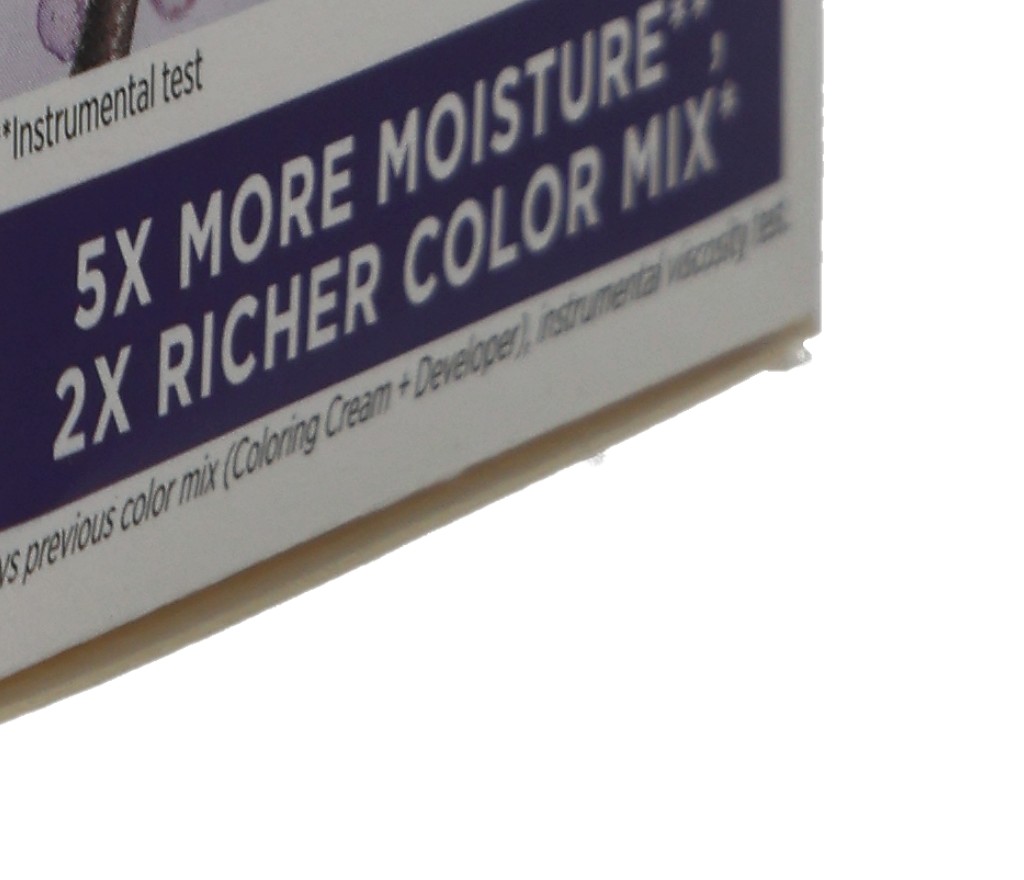 **Instrumental test
5X MORE MOISTURE**,
2X RICHER COLOR MIX*
vs previous color mix (Coloring Cream + Developer), instrumental viscosity test.